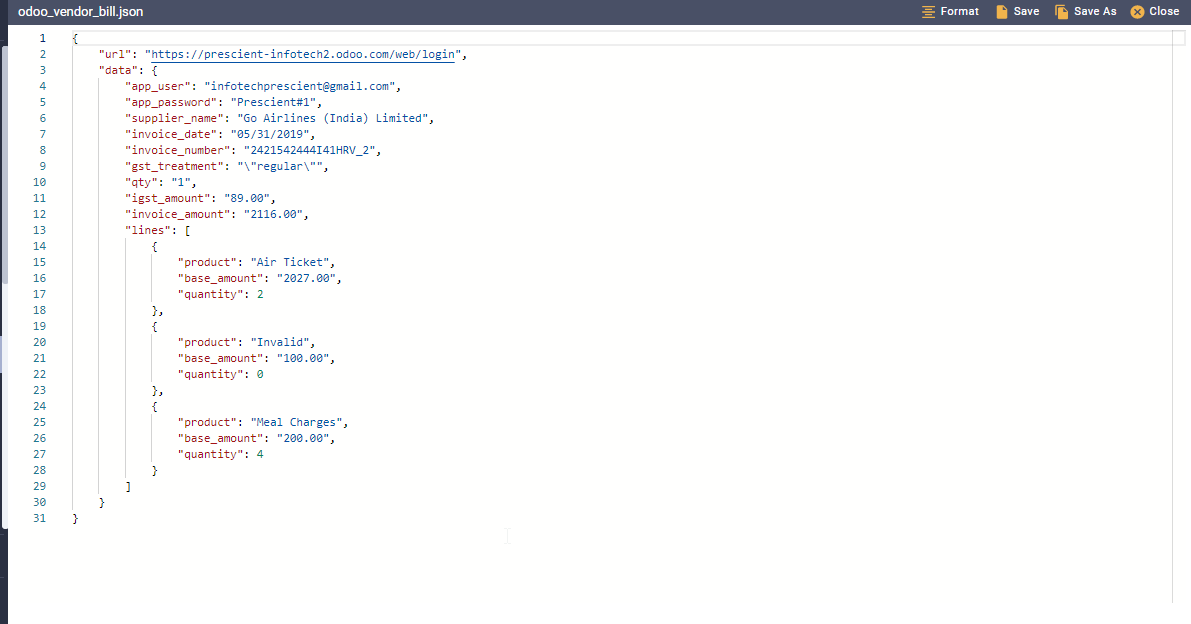 odoo_vendor_bill.json
Format Save Save As Close
1 {
2     "url": "https://prescient-infotech2.odoo.com/web/login",
3     "data": {
4         "app_user": "infotechprescient@gmail.com",
5         "app_password": "Prescient#1",
6         "supplier_name": "Go Airlines (India) Limited",
7         "invoice_date": "05/31/2019",
8         "invoice_number": "2421542444I41HRV_2",
9         "gst_treatment": "\"regular\"",
10         "qty": "1",
11         "igst_amount": "89.00",
12         "invoice_amount": "2116.00",
13         "lines": [
14             {
15                 "product": "Air Ticket",
16                 "base_amount": "2027.00",
17                 "quantity": 2
18             },
19             {
20                 "product": "Invalid",
21                 "base_amount": "100.00",
22                 "quantity": 0
23             },
24             {
25                 "product": "Meal Charges",
26                 "base_amount": "200.00",
27                 "quantity": 4
28             }
29         ]
30     }
31 }